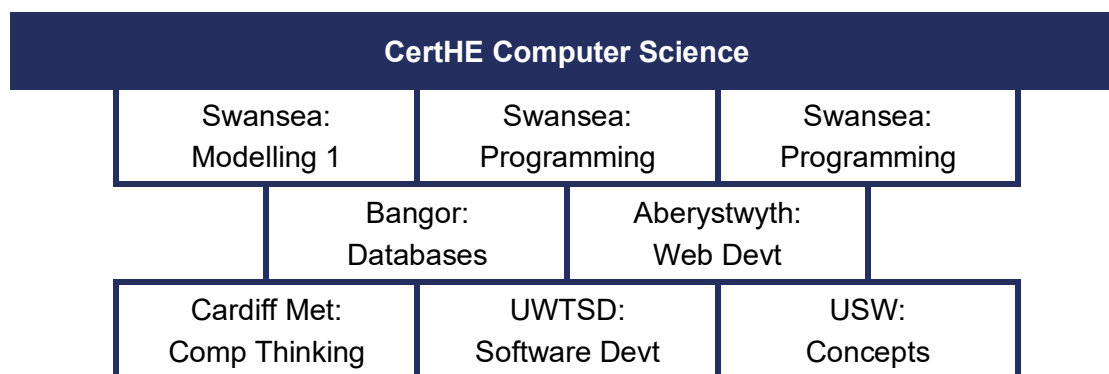 CertHE Computer Science
Swansea:
Modelling 1
Swansea:
Programming
Swansea:
Programming
Bangor:
Databases
Aberystwyth:
Web Devt
Cardiff Met:
Comp Thinking
UWTSD:
Software Devt
USW:
Concepts